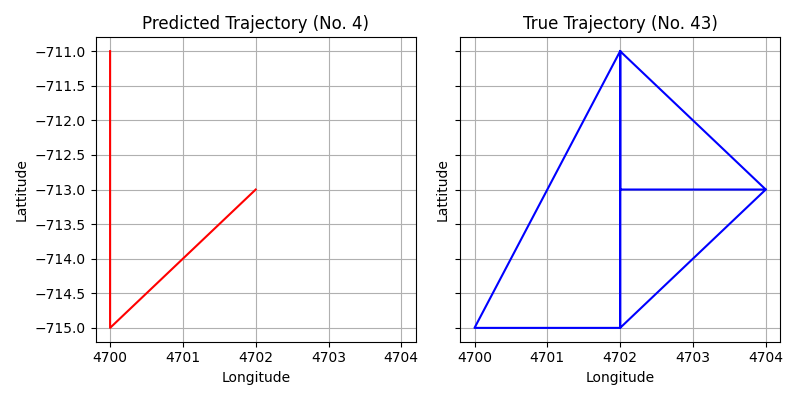 Predicted Trajectory (No. 4)
−711.0
−711.5
−712.0
−712.5
−713.0
−713.5
−714.0
−714.5
−715.0
Lattitude
4700 4701 4702 4703 4704
Longitude
True Trajectory (No. 43)
Lattitude
4700 4701 4702 4703 4704
Longitude